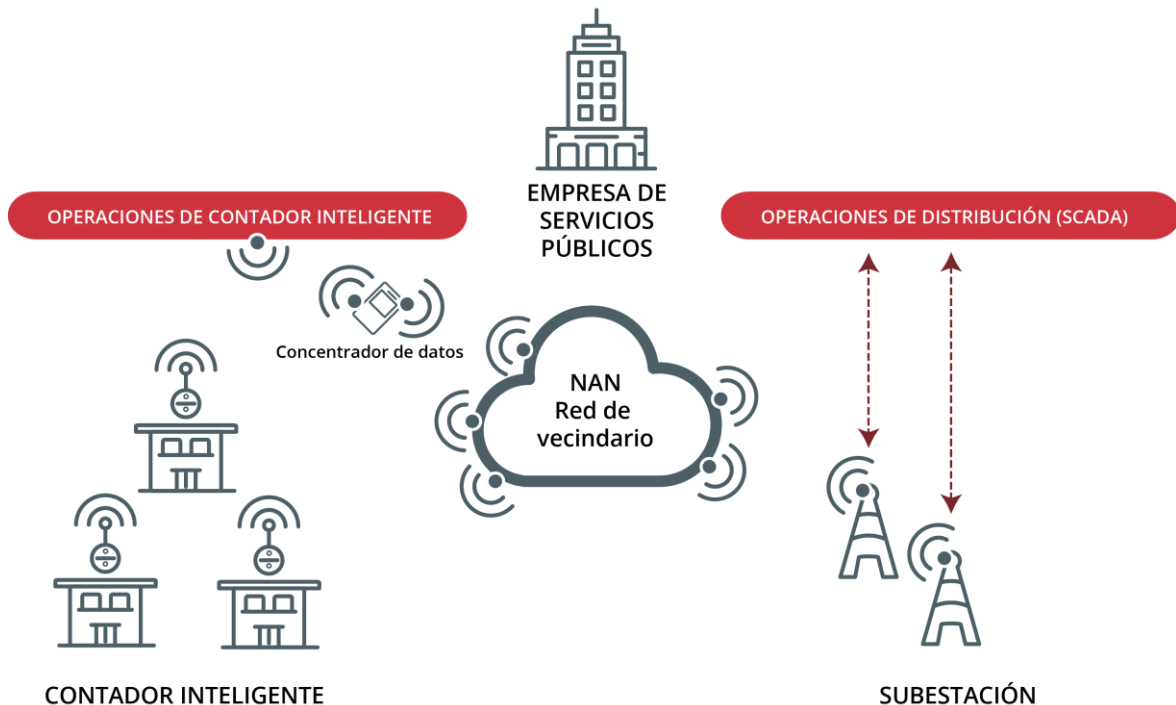 EMPRESA DE
SERVICIOS
PÚBLICOS
OPERACIONES DE CONTADOR INTELIGENTE
OPERACIONES DE DISTRIBUCIÓN (SCADA)
Concentrador de datos
NAN
Red de
vecindario
CONTADOR INTELIGENTE
SUBESTACIÓN